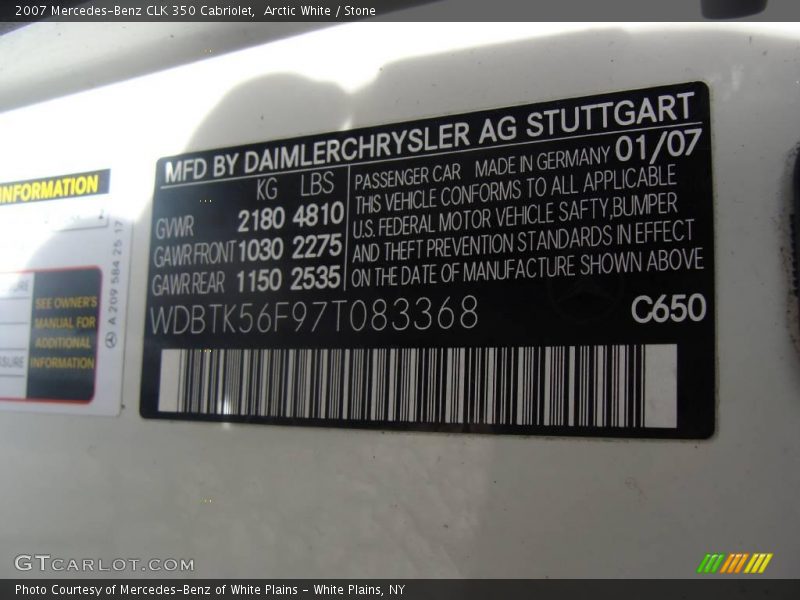 2007 Mercedes-Benz CLK 350 Cabriolet, Arctic White / Stone
MFD BY DAIMLERCHRYSLER AG STUTTGART
KG LBS
GVWR 2180 4810
GAWR FRONT 1030 2275
GAWR REAR 1150 2535
PASSENGER CAR MADE IN GERMANY 01/07
THIS VEHICLE CONFORMS TO ALL APPLICABLE
U.S. FEDERAL MOTOR VEHICLE SAFTY,BUMPER
AND THEFT PREVENTION STANDARDS IN EFFECT
ON THE DATE OF MANUFACTURE SHOWN ABOVE
WDBTK56F97T083368
C650
INFORMATION
SEE OWNER'S
MANUAL FOR
ADDITIONAL
INFORMATION
A 209 584 25 17
GTCARLOT.COM
Photo Courtesy of Mercedes-Benz of White Plains - White Plains, NY